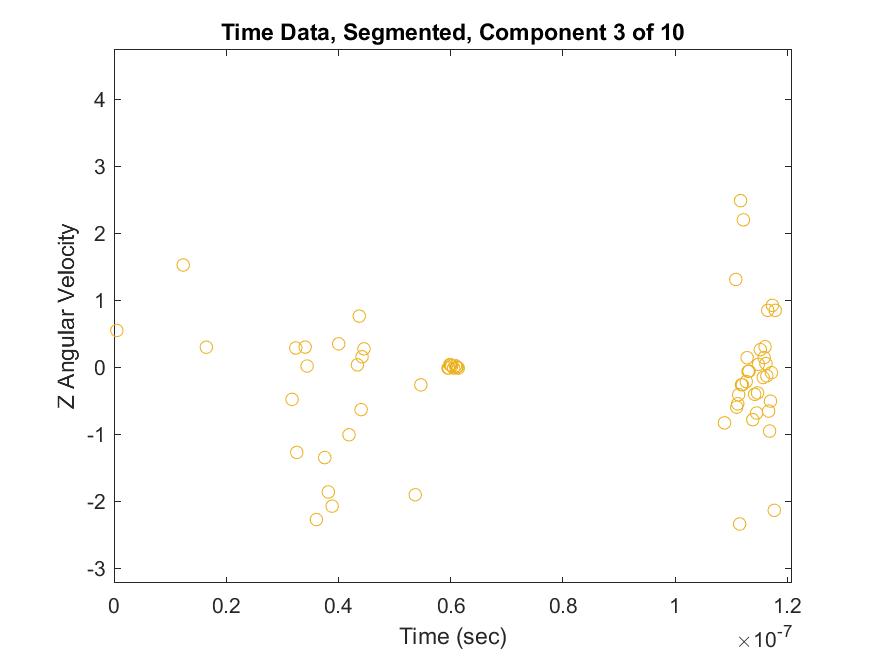 Time Data, Segmented, Component 3 of 10
4
3
2
1
0
-1
-2
-3
Z Angular Velocity
0 0.2 0.4 0.6 0.8 1 1.2
Time (sec)
×10-7